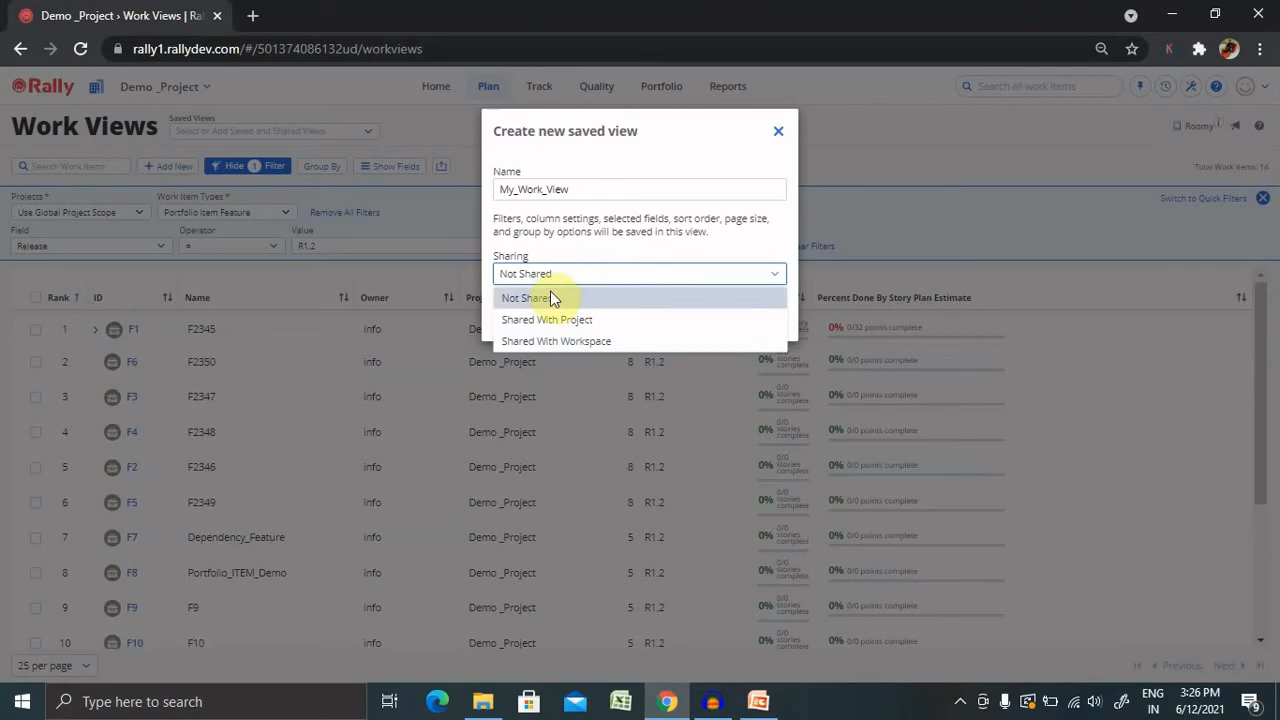 Demo _Project > Work Views | Ral
rally1.rallydev.com/#/501374086132ud/workviews
Rally
Demo _Project
Home
Plan
Track
Quality
Portfolio
Reports
Search all work items
Work Views
Saved Views
Select or Add Saved and Shared Views
Roomy
Search Work Items
+ Add New
Hide 1 Filter
Group By
Show Fields
Total Work Items: 16
Projects *
Work Item Types *
Use Global Project Scope
Portfolio Item Feature
Remove All Filters
Switch to Quick Filters
Field
Operator
Value
Release
=
R1.2
Create new saved view
Name
My_Work_View
Filters, column settings, selected fields, sort order, page size,
and group by options will be saved in this view.
Sharing
Not Shared
Not Shared
Shared With Project
Shared With Workspace
Rank ID Name Owner Percent Done By Story Plan Estimate
1 F1 F2345 info 0% 0/32 points complete
2 F6 F2350 info Demo _Project 8 R1.2 0% 0/0 stories complete 0% 0/0 points complete
3 F3 F2347 info Demo _Project 8 R1.2 0% 0/0 stories complete 0% 0/0 points complete
4 F4 F2348 info Demo _Project 8 R1.2 0% 0/0 stories complete 0% 0/0 points complete
5 F2 F2346 info Demo _Project 8 R1.2 0% 0/0 stories complete 0% 0/0 points complete
6 F5 F2349 info Demo _Project 8 R1.2 0% 0/0 stories complete 0% 0/0 points complete
7 F7 Dependency_Feature info Demo _Project 5 R1.2 0% 0/0 stories complete 0% 0/0 points complete
8 F8 Portfolio_ITEM_Demo info Demo _Project 5 R1.2 0% 0/0 stories complete 0% 0/0 points complete
9 F9 F9 info Demo _Project 5 R1.2 0% 0/0 stories complete 0% 0/0 points complete
10 F10 F10 info Demo _Project 5 R1.2 0% 0/0 stories complete 0% 0/0 points complete
25 per page
Previous
Next
Type here to search
ENG
IN
3:26 PM
6/12/2021
9